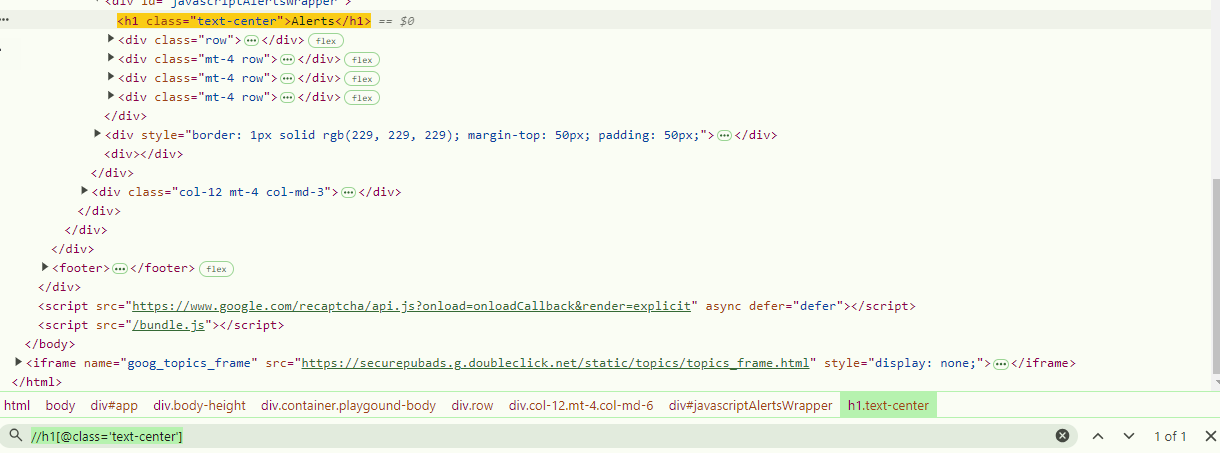 <div id="javascriptAlertsWrapper">
<h1 class="text-center">Alerts</h1> == $0
<div class="row">…</div> flex
<div class="mt-4 row">…</div> flex
<div class="mt-4 row">…</div> flex
<div class="mt-4 row">…</div> flex
</div>
<div style="border: 1px solid rgb(229, 229, 229); margin-top: 50px; padding: 50px;">…</div>
<div></div>
</div>
<div class="col-12 mt-4 col-md-3">…</div>
</div>
</div>
</div>
<footer>…</footer> flex
</div>
<script src="https://www.google.com/recaptcha/api.js?onload=onloadCallback&render=explicit" async defer="defer"></script>
<script src="/bundle.js"></script>
</body>
<iframe name="goog_topics_frame" src="https://securepubads.g.doubleclick.net/static/topics/topics_frame.html" style="display: none;">…</iframe>
</html>
html body div#app div.body-height div.container.playgound-body div.row div.col-12.mt-4.col-md-6 div#javascriptAlertsWrapper h1.text-center
//h1[@class='text-center'] 1 of 1